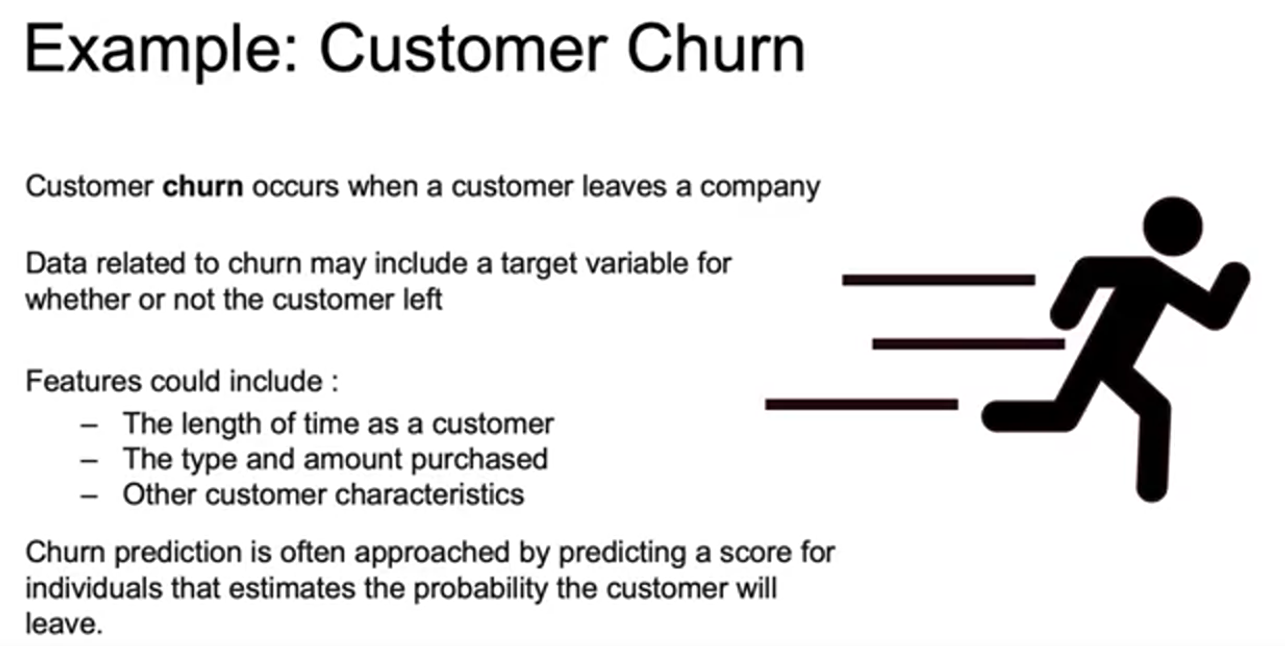 Example: Customer Churn
Customer churn occurs when a customer leaves a company
Data related to churn may include a target variable for
whether or not the customer left
Features could include :
– The length of time as a customer
– The type and amount purchased
– Other customer characteristics
Churn prediction is often approached by predicting a score for
individuals that estimates the probability the customer will
leave.